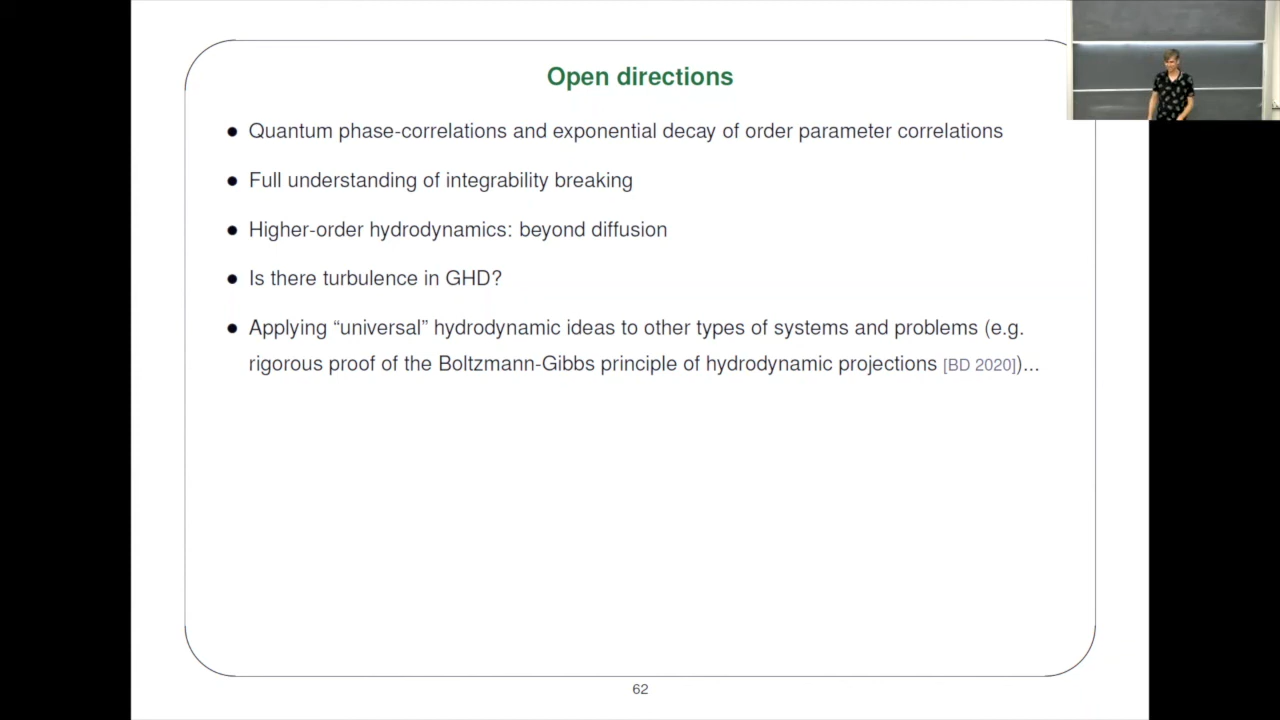 Open directions
● Quantum phase-correlations and exponential decay of order parameter correlations
● Full understanding of integrability breaking
● Higher-order hydrodynamics: beyond diffusion
● Is there turbulence in GHD?
● Applying “universal” hydrodynamic ideas to other types of systems and problems (e.g.
rigorous proof of the Boltzmann-Gibbs principle of hydrodynamic projections [BD 2020])...
62